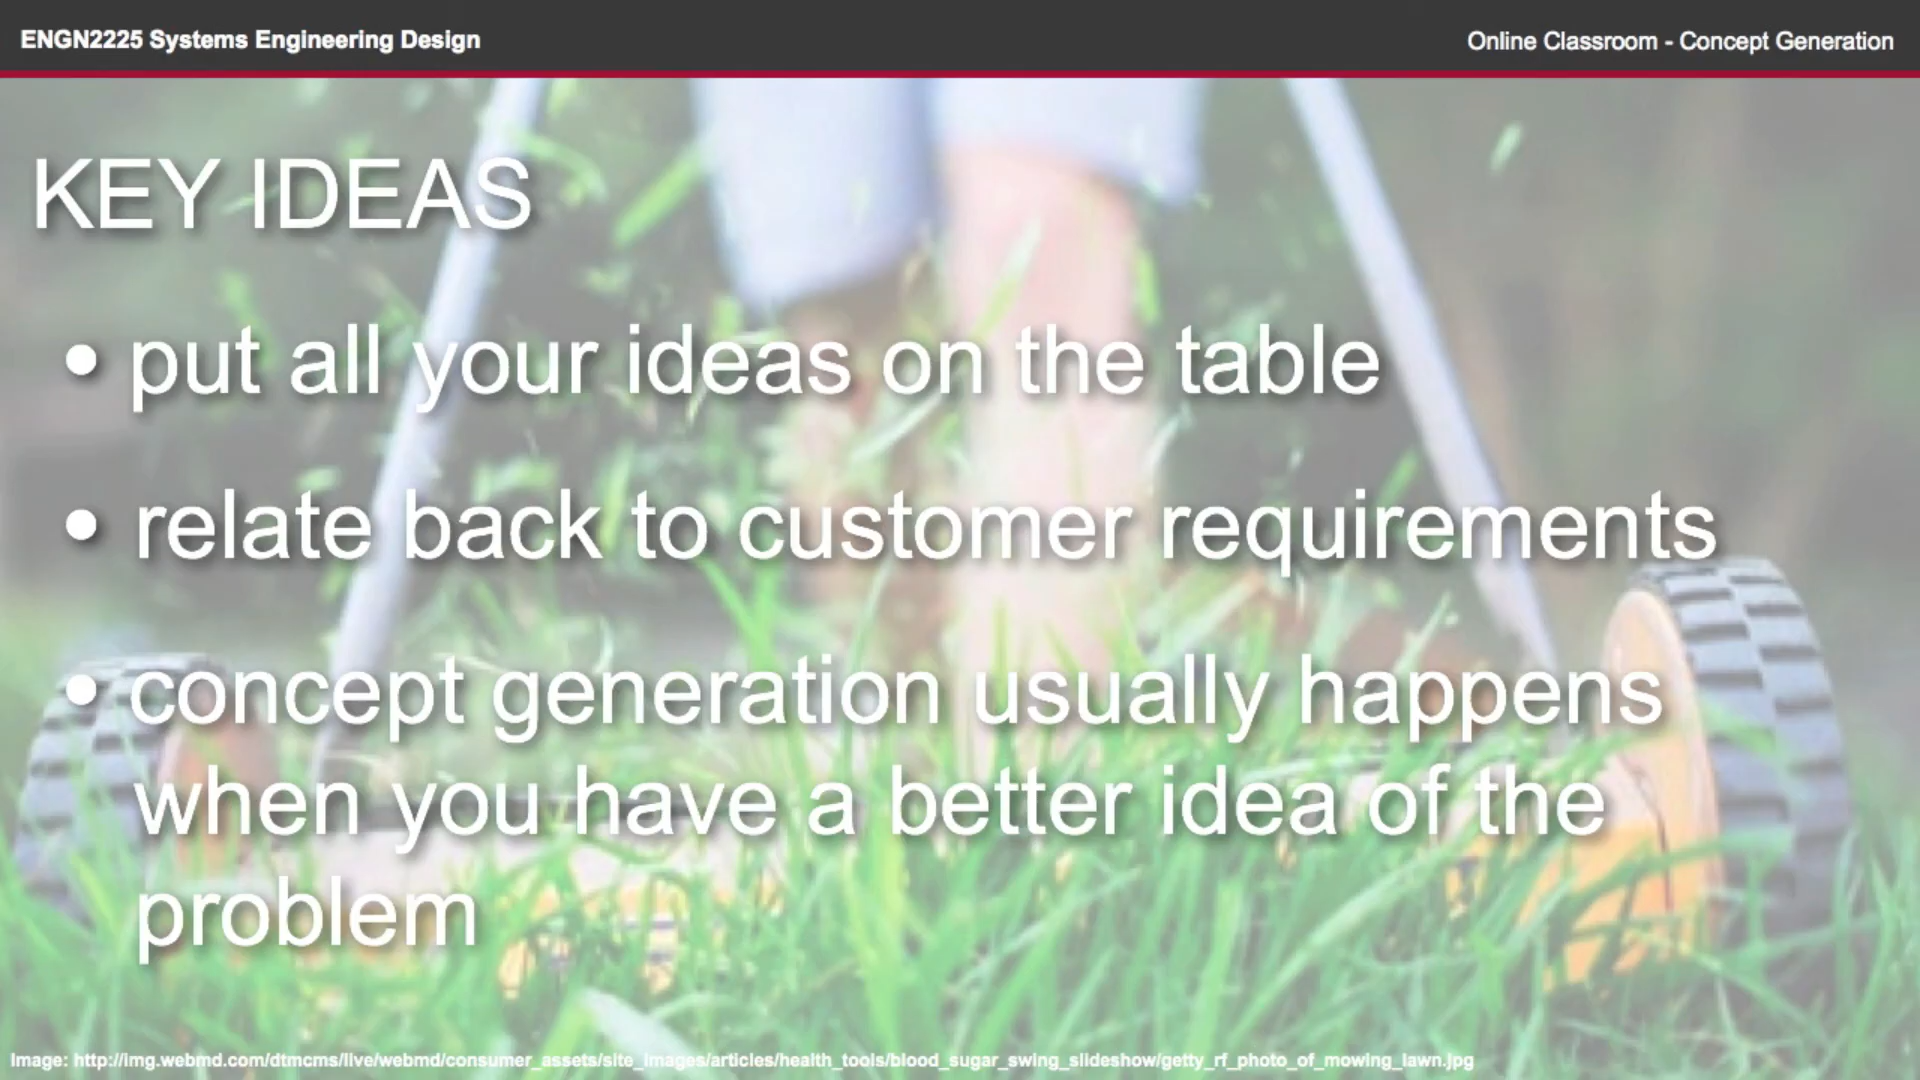 ENGN2225 Systems Engineering Design
Online Classroom - Concept Generation
KEY IDEAS
• put all your ideas on the table
• relate back to customer requirements
• concept generation usually happens
when you have a better idea of the
problem
Image: http://img.webmd.com/dtmcms/live/webmd/consumer_assets/site_images/articles/health_tools/blood_sugar_swing_slideshow/getty_rf_photo_of_mowing_lawn.jpg